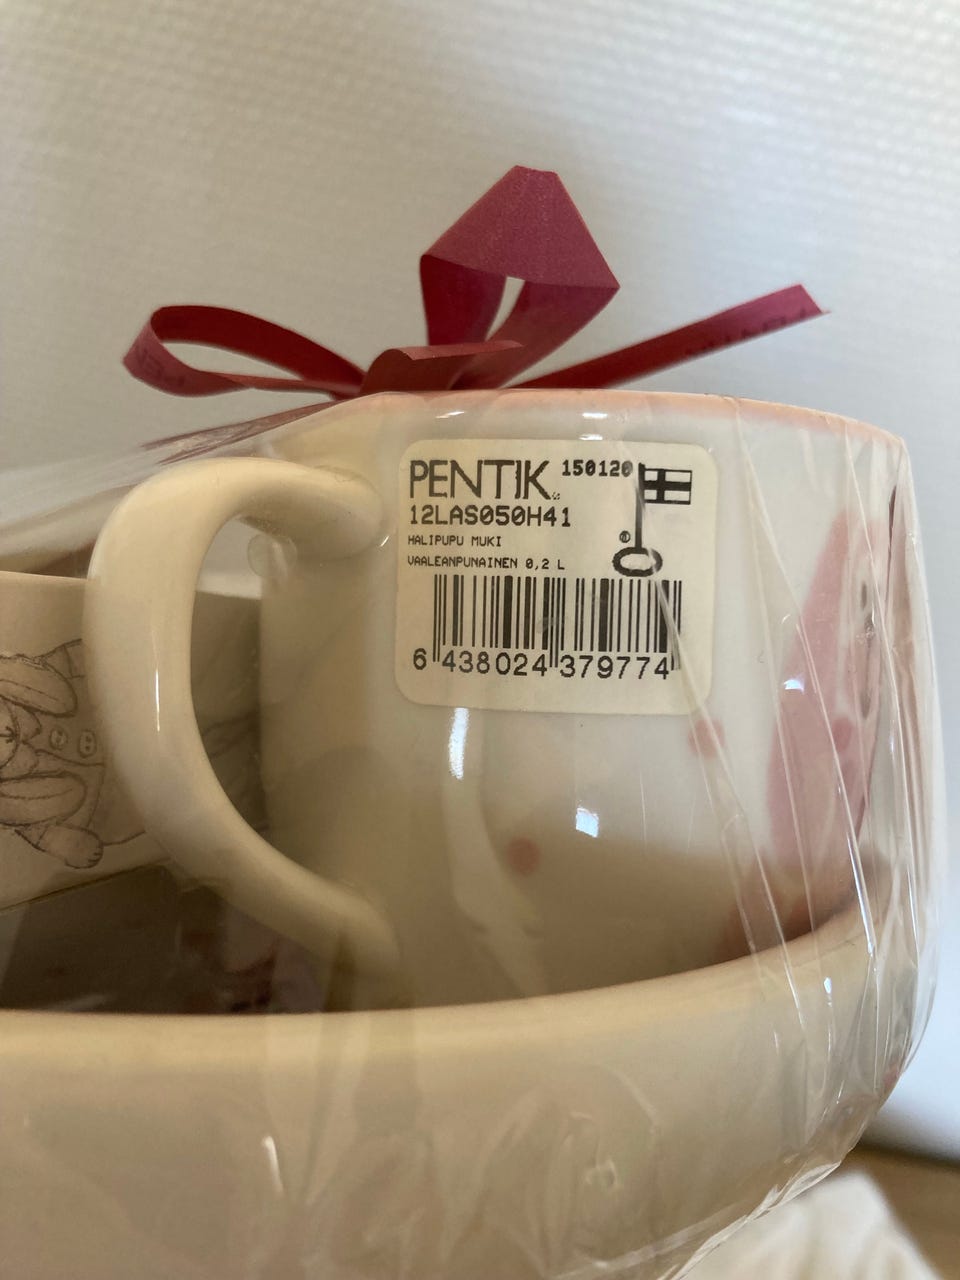 PENTIK 150120
12LAS050H41
HALIPUPU MUKI
VAALEANPUNAINEN 0,2 L
6 438024 379774